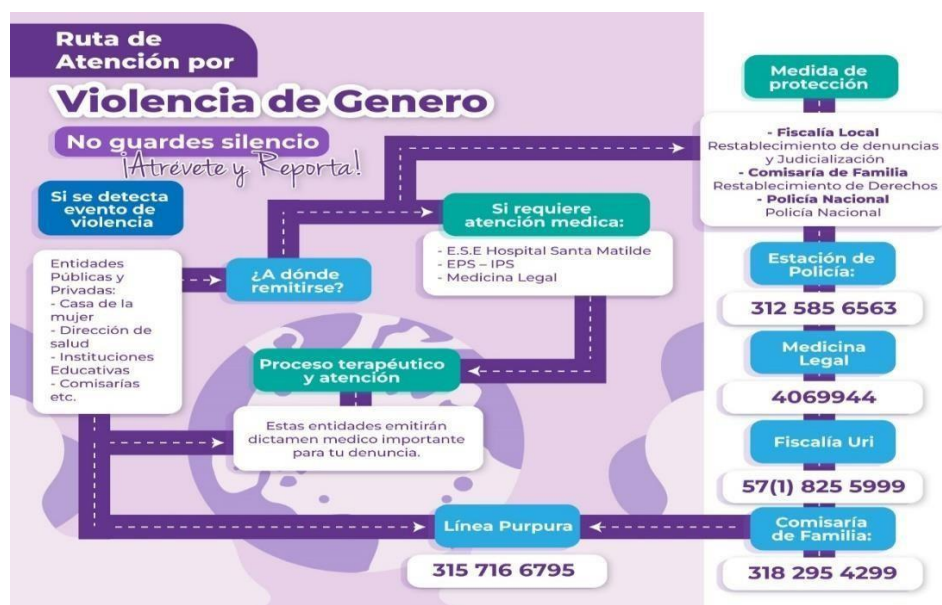 Ruta de
Atención por
Violencia de Genero
No guardes silencio
¡Atrévete y Reporta!
Si se detecta
evento de
violencia
Entidades
Públicas y
Privadas:
- Casa de la
mujer
- Dirección de
salud
- Instituciones
Educativas
- Comisarías
etc.
¿A dónde
remitirse?
Si requiere
atención medica:
- E.S.E Hospital Santa Matilde
- EPS – IPS
- Medicina Legal
Proceso terapéutico
y atención
Estas entidades emitirán
dictamen medico importante
para tu denuncia.
Línea Purpura
315 716 6795
Medida de
protección
- Fiscalía Local
Restablecimiento de denuncias
y Judicialización
- Comisaría de Familia
Restablecimiento de Derechos
- Policía Nacional
Policía Nacional
Estación de
Policía:
312 585 6563
Medicina
Legal
4069944
Fiscalía Uri
57(1) 825 5999
Comisaría
de Familia:
318 295 4299